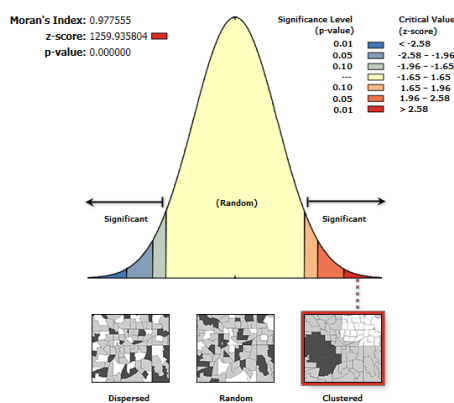 Moran's Index: 0.977555
z-score: 1259.935804
p-value: 0.000000
Significance Level
(p-value)
Critical Value
(z-score)
0.01 < -2.58
0.05 -2.58 – -1.96
0.10 -1.96 – -1.65
--- -1.65 – 1.65
0.10 1.65 – 1.96
0.05 1.96 – 2.58
0.01 > 2.58
(Random)
Significant
Significant
Dispersed
Random
Clustered